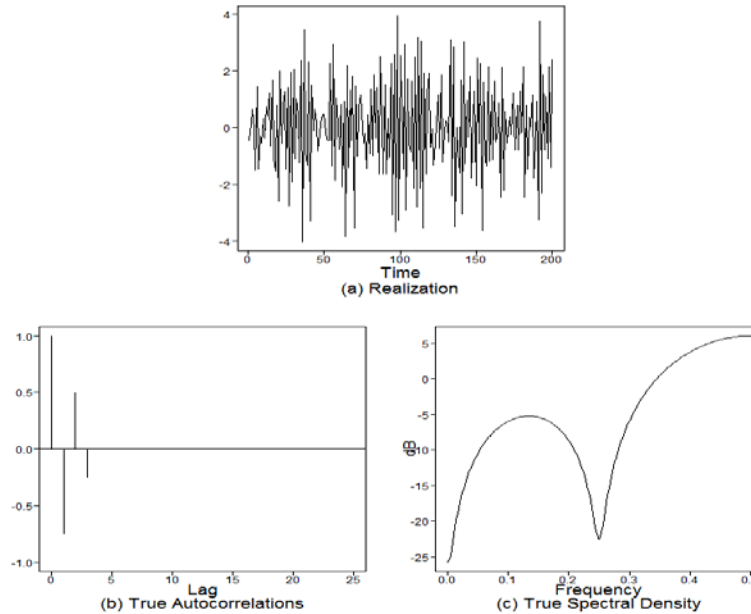 4
2
0
-2
-4
0 50 100 150 200
Time
(a) Realization
1.0
0.5
0.0
-0.5
-1.0
0 5 10 15 20 25
Lag
(b) True Autocorrelations
dB
5
0
-5
-10
-15
-20
-25
0.0 0.1 0.2 0.3 0.4
Frequency
(c) True Spectral Density